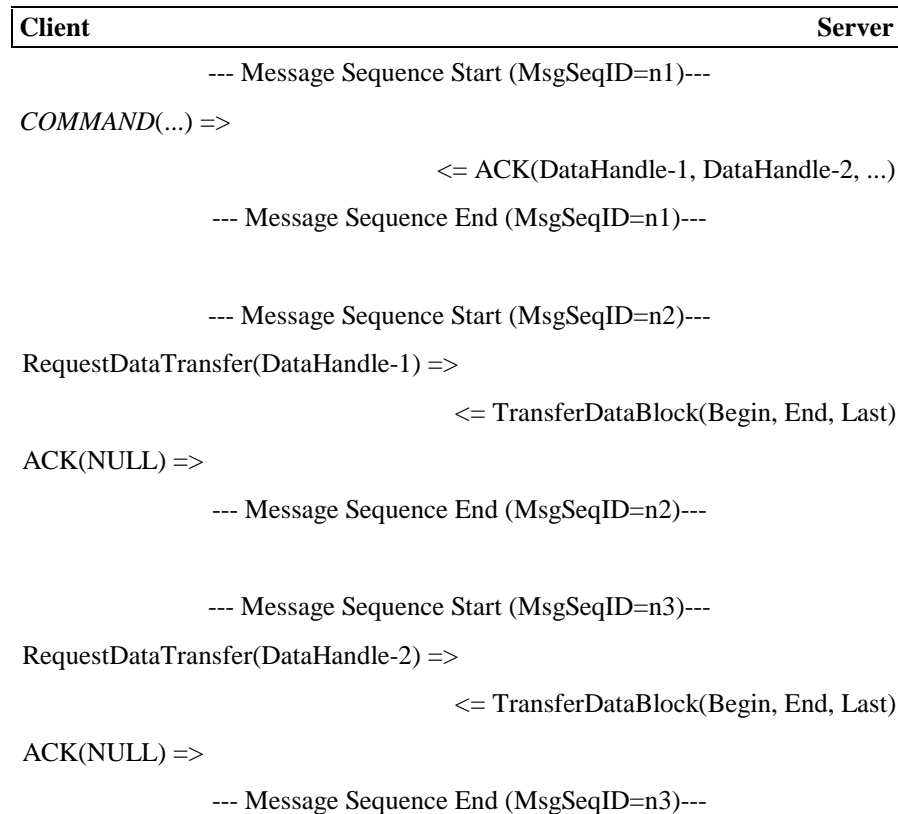 Client Server
--- Message Sequence Start (MsgSeqID=n1)---
COMMAND(...) =>
<= ACK(DataHandle-1, DataHandle-2, ...)
--- Message Sequence End (MsgSeqID=n1)---
--- Message Sequence Start (MsgSeqID=n2)---
RequestDataTransfer(DataHandle-1) =>
<= TransferDataBlock(Begin, End, Last)
ACK(NULL) =>
--- Message Sequence End (MsgSeqID=n2)---
--- Message Sequence Start (MsgSeqID=n3)---
RequestDataTransfer(DataHandle-2) =>
<= TransferDataBlock(Begin, End, Last)
ACK(NULL) =>
--- Message Sequence End (MsgSeqID=n3)---